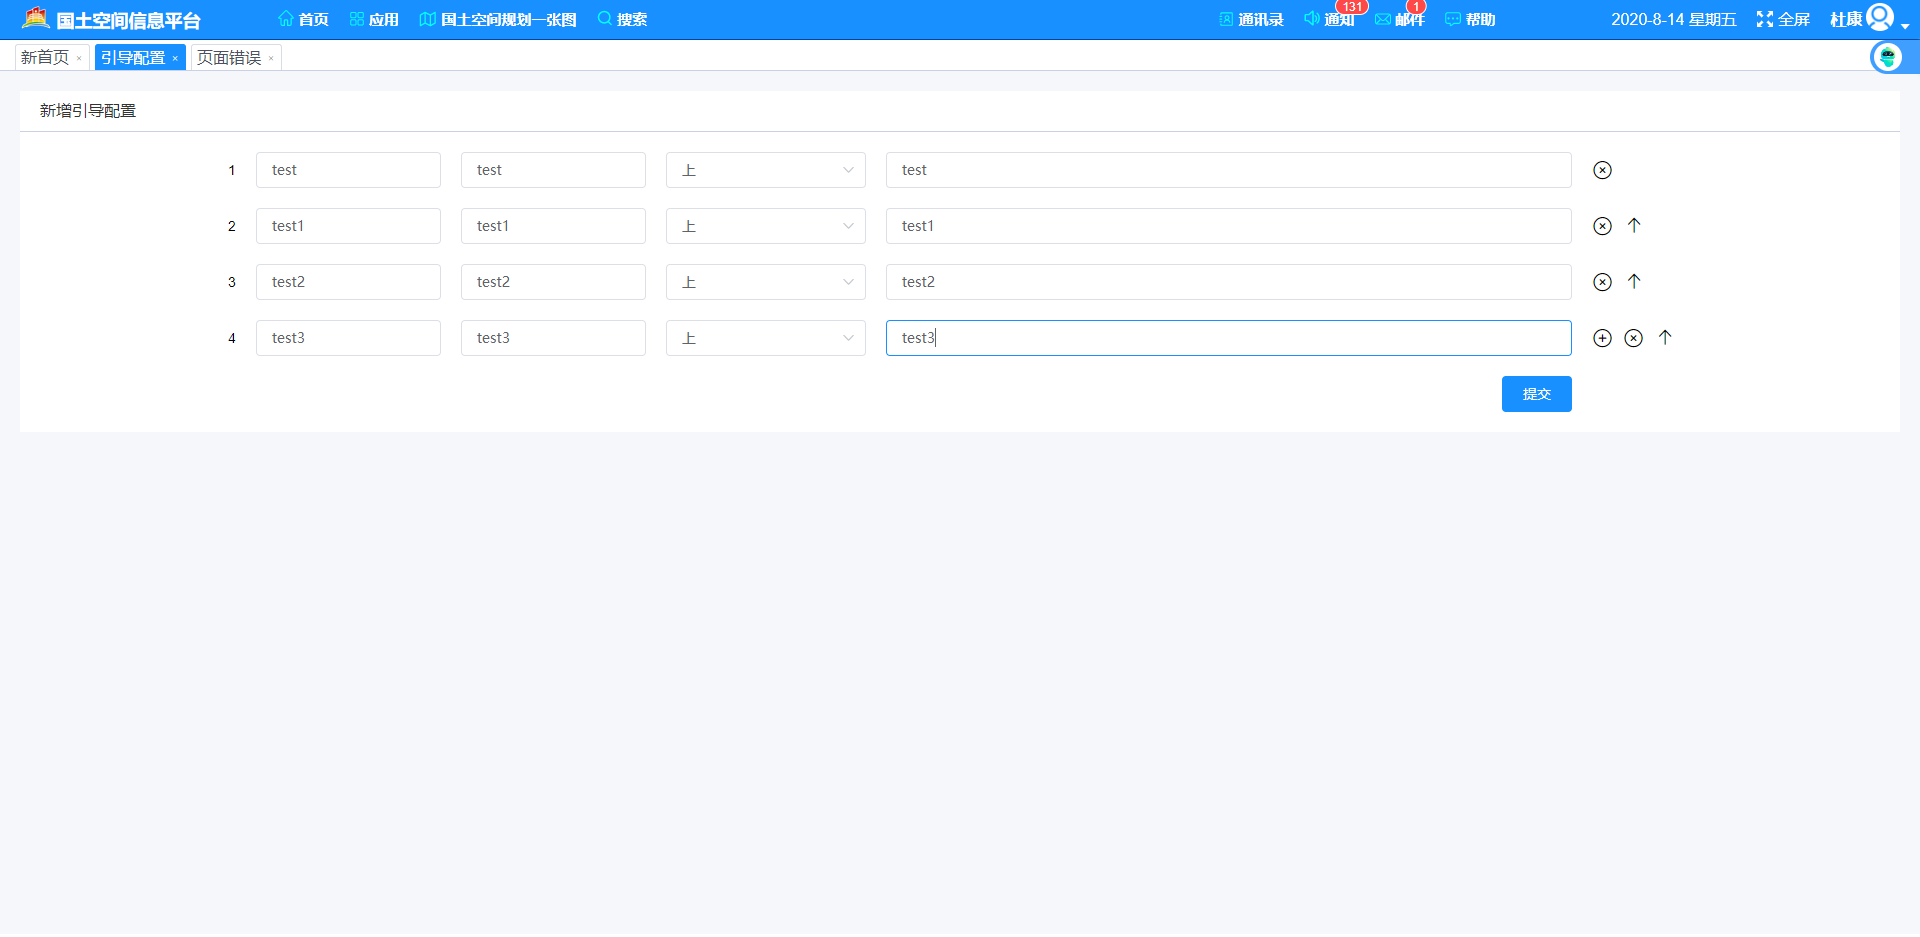 国土空间信息平台 首页 应用 国土空间规划一张图 搜索 通讯录 通知 131 邮件 1 帮助 2020-8-14 星期五 全屏 杜康
新首页 × 引导配置 × 页面错误 ×
新增引导配置
1 test test 上 test
2 test1 test1 上 test1
3 test2 test2 上 test2
4 test3 test3 上 test3
提交